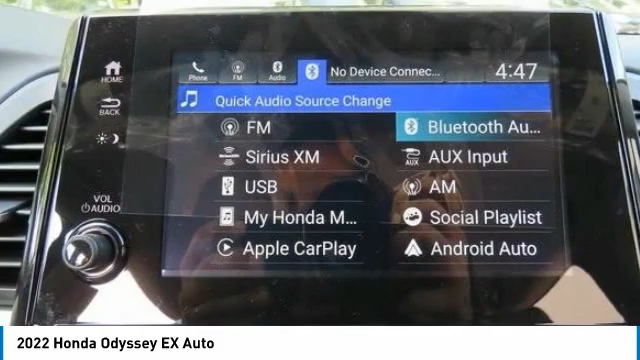 HOME
BACK
VOL
AUDIO
Phone FM Audio No Device Connec... 4:47
Quick Audio Source Change
FM Bluetooth Au...
Sirius XM AUX AUX Input
USB AM
My Honda M... Social Playlist
Apple CarPlay Android Auto
2022 Honda Odyssey EX Auto